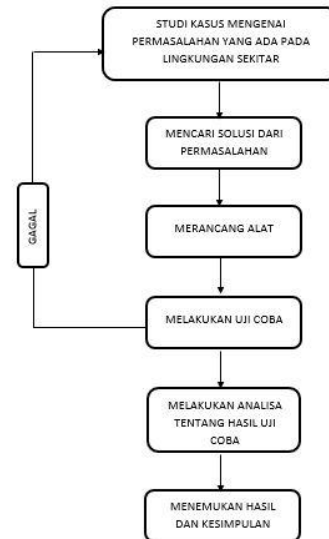 STUDI KASUS MENGENAI
PERMASALAHAN YANG ADA PADA
LINGKUNGAN SEKITAR
MENCARI SOLUSI DARI
PERMASALAHAN
GAGAL
MERANCANG ALAT
MELAKUKAN UJI COBA
MELAKUKAN ANALISA
TENTANG HASIL UJI
COBA
MENEMUKAN HASIL
DAN KESIMPULAN